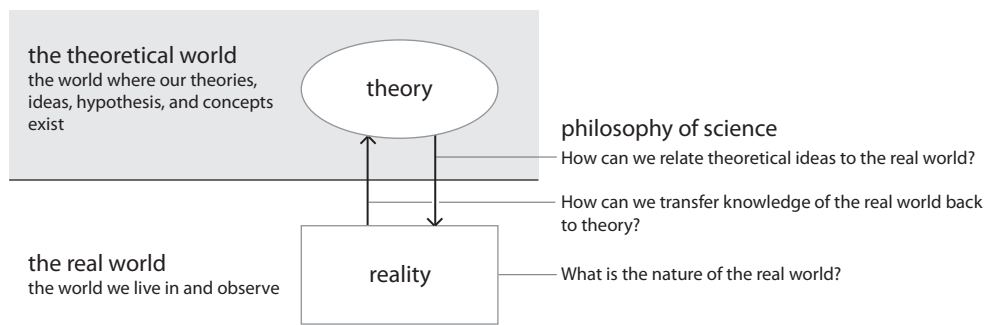 the theoretical world
the world where our theories,
ideas, hypothesis, and concepts
exist
theory
philosophy of science
How can we relate theoretical ideas to the real world?
How can we transfer knowledge of the real world back
to theory?
the real world
the world we live in and observe
reality
What is the nature of the real world?